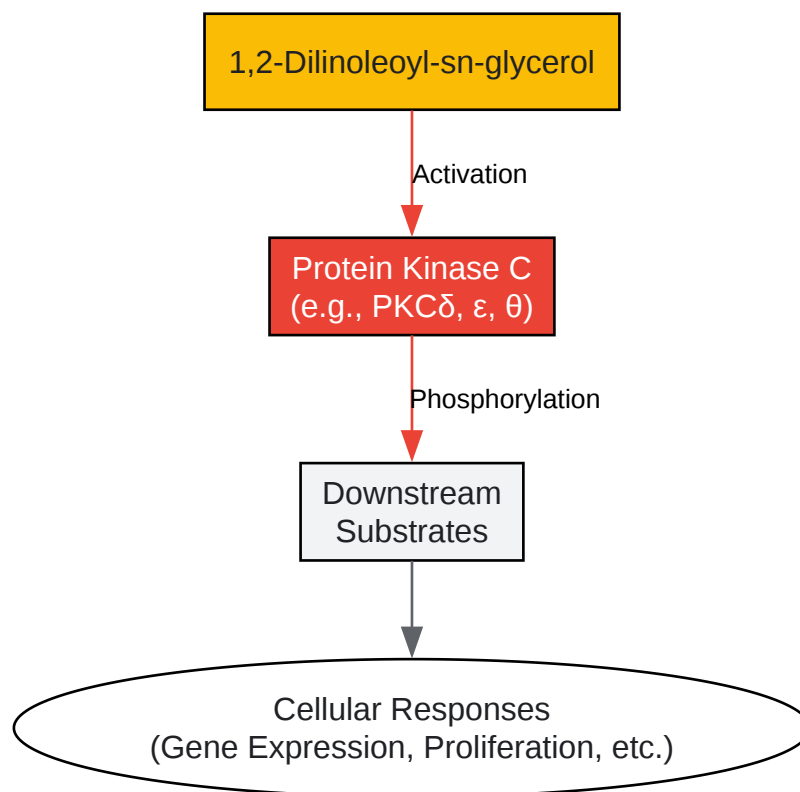 1,2-Dilinoleoyl-sn-glycerol
Activation
Protein Kinase C
(e.g., PKCδ, ε, θ)
Phosphorylation
Downstream
Substrates
Cellular Responses
(Gene Expression, Proliferation, etc.)